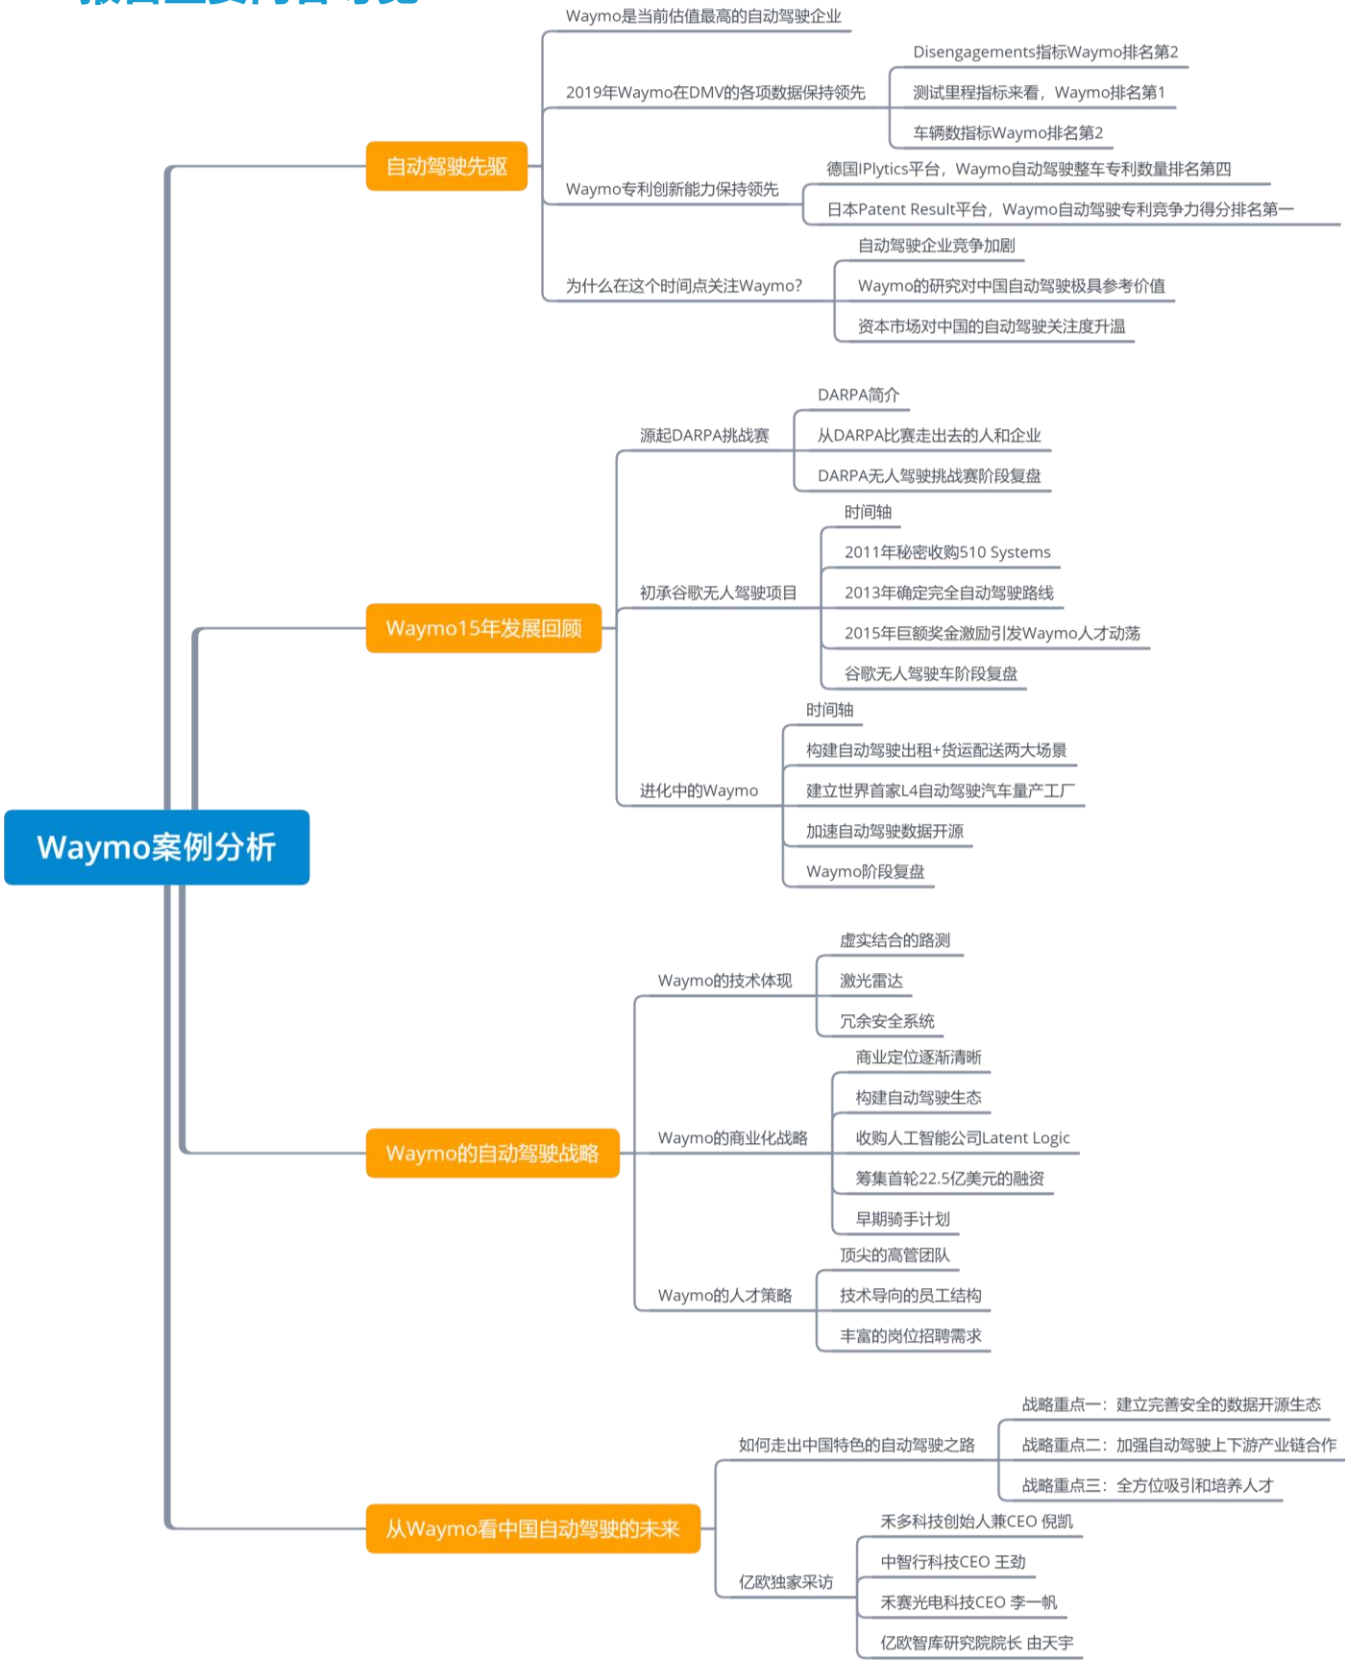 Waymo案例分析
自动驾驶先驱
Waymo是当前估值最高的自动驾驶企业
2019年Waymo在DMV的各项数据保持领先
Disengagements指标Waymo排名第2
测试里程指标来看，Waymo排名第1
车辆数指标Waymo排名第2
Waymo专利创新能力保持领先
德国IPlytics平台，Waymo自动驾驶整车专利数量排名第四
日本Patent Result平台，Waymo自动驾驶专利竞争力得分排名第一
为什么在这个时间点关注Waymo？
自动驾驶企业竞争加剧
Waymo的研究对中国自动驾驶极具参考价值
资本市场对中国的自动驾驶关注度升温
Waymo15年发展回顾
源起DARPA挑战赛
DARPA简介
从DARPA比赛走出去的人和企业
DARPA无人驾驶挑战赛阶段复盘
初承谷歌无人驾驶项目
时间轴
2011年秘密收购510 Systems
2013年确定完全自动驾驶路线
2015年巨额奖金激励引发Waymo人才动荡
谷歌无人驾驶车阶段复盘
进化中的Waymo
时间轴
构建自动驾驶出租+货运配送两大场景
建立世界首家L4自动驾驶汽车量产工厂
加速自动驾驶数据开源
Waymo阶段复盘
Waymo的自动驾驶战略
Waymo的技术体现
虚实结合的路测
激光雷达
冗余安全系统
Waymo的商业化战略
商业定位逐渐清晰
构建自动驾驶生态
收购人工智能公司Latent Logic
筹集首轮22.5亿美元的融资
早期骑手计划
Waymo的人才策略
顶尖的高管团队
技术导向的员工结构
丰富的岗位招聘需求
从Waymo看中国自动驾驶的未来
如何走出中国特色的自动驾驶之路
战略重点一：建立完善安全的数据开源生态
战略重点二：加强自动驾驶上下游产业链合作
战略重点三：全方位吸引和培养人才
亿欧独家采访
禾多科技创始人兼CEO 倪凯
中智行科技CEO 王劲
禾赛光电科技CEO 李一帆
亿欧智库研究院院长 由天宇